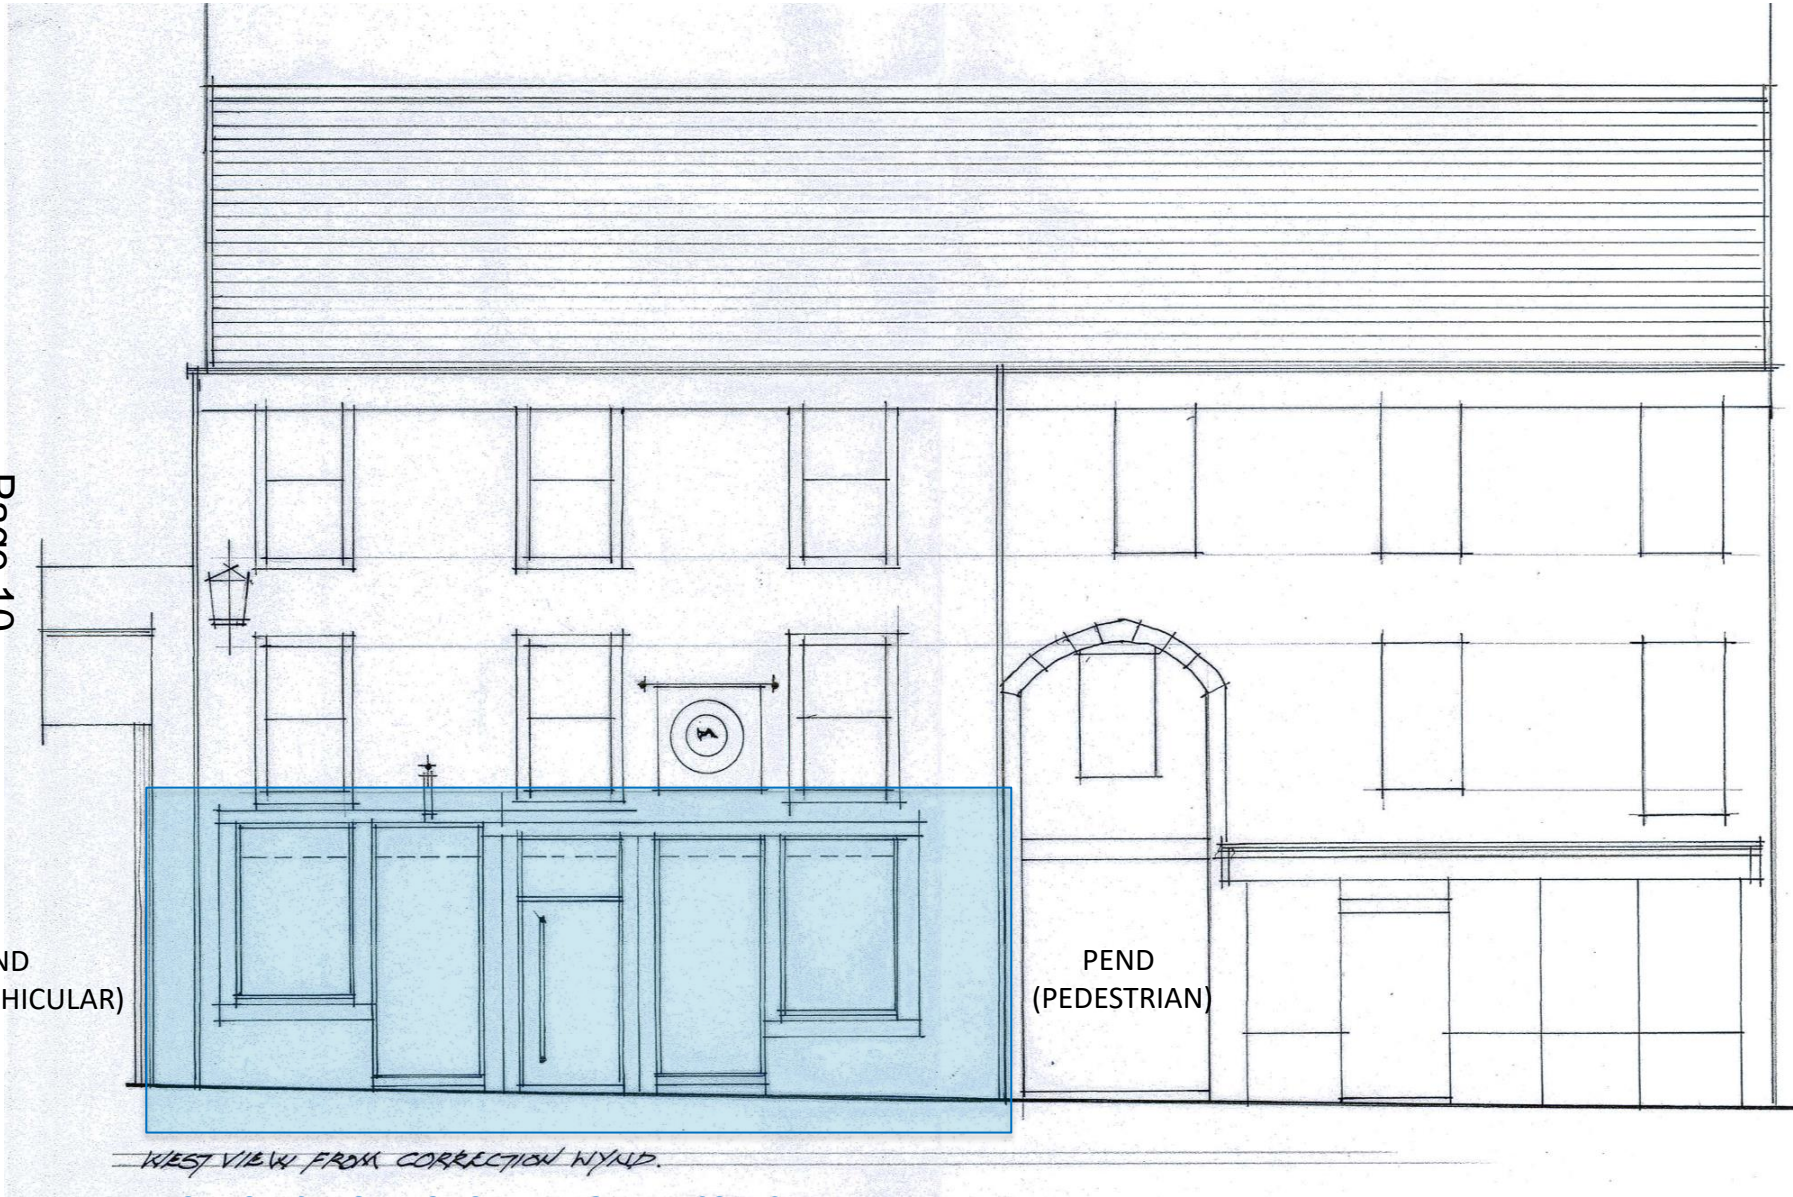 Page 10
ND
HICULAR)
PEND
(PEDESTRIAN)
WEST VIEW FROM CORRECTION WYND.